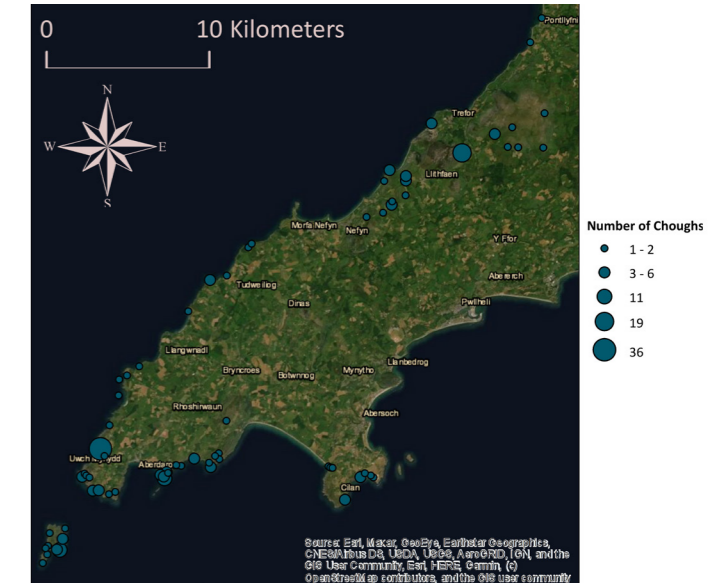 0 10 Kilometers
N
W E
S
Pontllyfni
Trefor
Llithfaen
Morfa Nefyn
Nefyn
Y Ffor
Abererch
Tudweiliog
Dinas
Pwllheli
Llangwnadl
Llanbedrog
Bryncroes
Botwnnog
Mynytho
Rhoshirwaun
Abersoch
Uwch
Aberdaro
Cilan
Number of Choughs
1 - 2
3 - 6
11
19
36
Source: Esri, Maxar, GeoEye, Earthstar Geographics,
CNES/Airbus DS, USDA, USGS, AeroGRID, IGN, and the
GIS User Community, Esri, HERE, Garmin, (c)
OpenStreetMap contributors, and the GIS user community